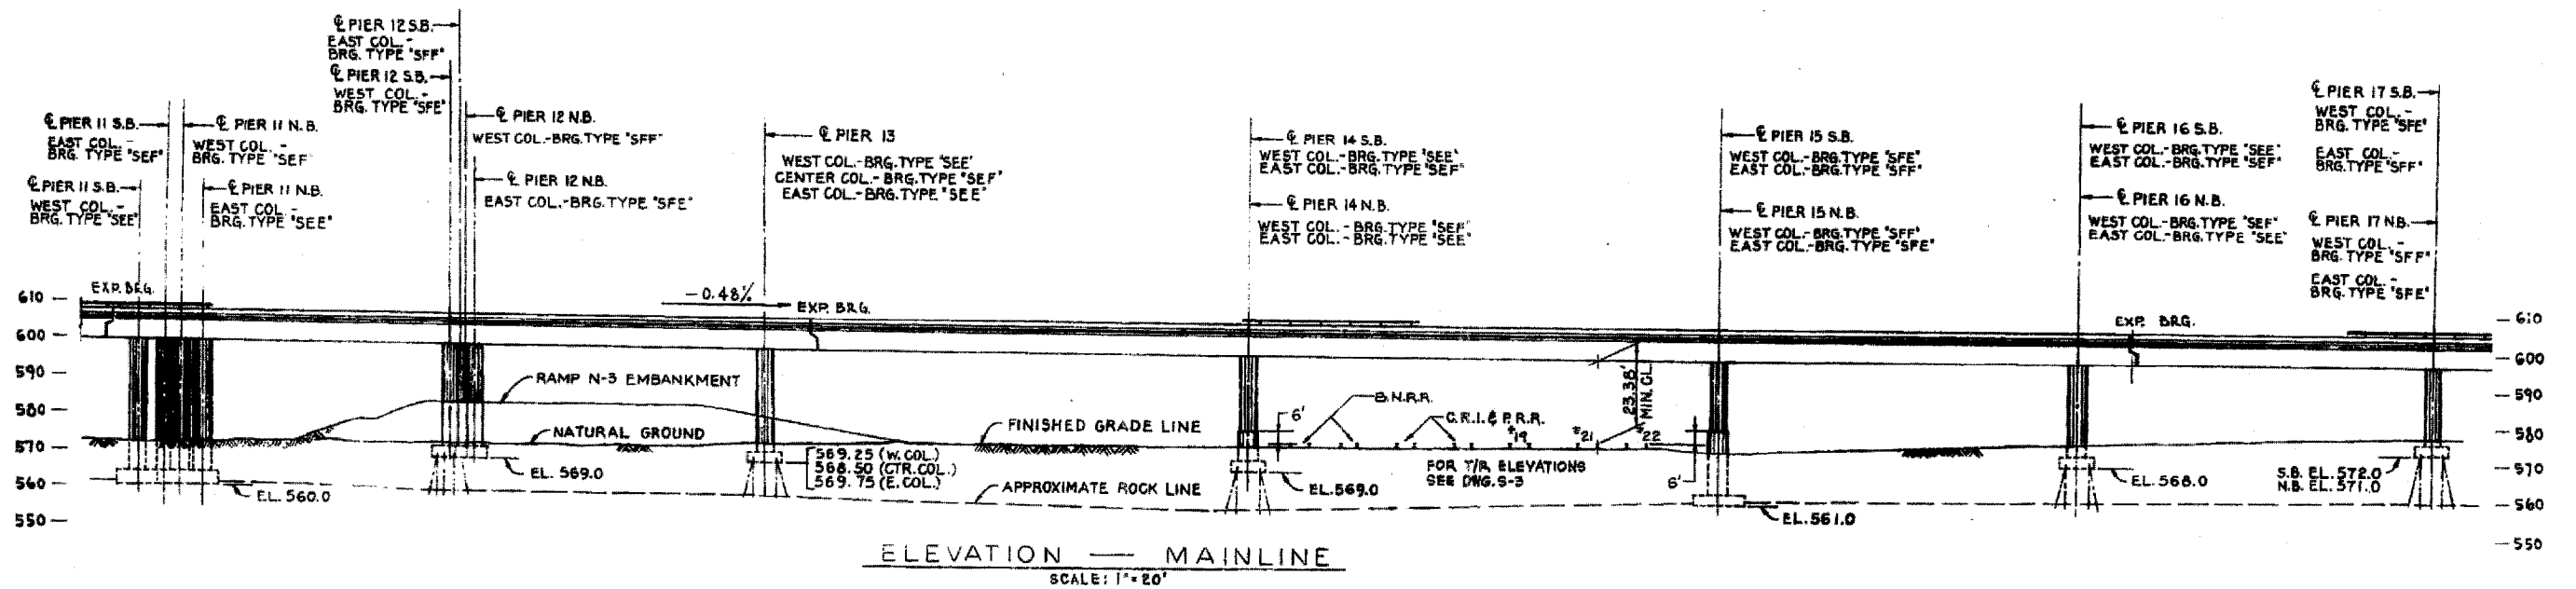 ℄ PIER 12 S.B.
EAST COL.-
BRG. TYPE "SFF"
℄ PIER 12 S.B.
WEST COL.-
BRG. TYPE "SFE"
℄ PIER 11 S.B.
EAST COL.-
BRG. TYPE "SEF"
℄ PIER 11 N.B.
WEST COL.-
BRG. TYPE "SEF"
℄ PIER 11 S.B.
WEST COL.-
BRG. TYPE "SEE"
℄ PIER 11 N.B.
EAST COL.-
BRG. TYPE "SEE"
℄ PIER 12 N.B.
WEST COL.-BRG. TYPE "SFF"
℄ PIER 12 N.B.
EAST COL.-BRG. TYPE "SFE"
℄ PIER 13
WEST COL.-BRG. TYPE "SEE"
CENTER COL.-BRG. TYPE "SEF"
EAST COL.-BRG. TYPE "SEE"
℄ PIER 14 S.B.
WEST COL.-BRG. TYPE "SEE"
EAST COL.-BRG. TYPE "SEF"
℄ PIER 14 N.B.
WEST COL.-BRG. TYPE "SEF"
EAST COL.-BRG. TYPE "SEE"
℄ PIER 15 S.B.
WEST COL.-BRG. TYPE "SFE"
EAST COL.-BRG. TYPE "SFF"
℄ PIER 15 N.B.
WEST COL.-BRG. TYPE "SFF"
EAST COL.-BRG. TYPE "SFE"
℄ PIER 16 S.B.
WEST COL.-BRG. TYPE "SEE"
EAST COL.-BRG. TYPE "SEF"
℄ PIER 16 N.B.
WEST COL.-BRG. TYPE "SEF"
EAST COL.-BRG. TYPE "SEE"
℄ PIER 17 S.B.
WEST COL.-
BRG. TYPE "SFE"
EAST COL.-
BRG. TYPE "SFF"
℄ PIER 17 N.B.
WEST COL.-
BRG. TYPE "SFF"
EAST COL.-
BRG. TYPE "SFE"
610
600
590
580
570
560
550
EXP. BRG.
-0.48%
EXP. BRG.
EXP. BRG.
RAMP N-3 EMBANKMENT
NATURAL GROUND
FINISHED GRADE LINE
6'
B.N.R.R.
C.R.I. & P.R.R.
#19
#21
#22
23.38'
MIN. CL.
6'
EL. 560.0
EL. 569.0
569.25 (W. COL.)
568.50 (CTR. COL.)
569.75 (E. COL.)
APPROXIMATE ROCK LINE
EL. 569.0
FOR T/R ELEVATIONS
SEE DWG. S-3
EL. 561.0
EL. 568.0
S.B. EL. 572.0
N.B. EL. 571.0
610
600
590
580
570
560
550
ELEVATION — MAINLINE
SCALE: 1"=20'